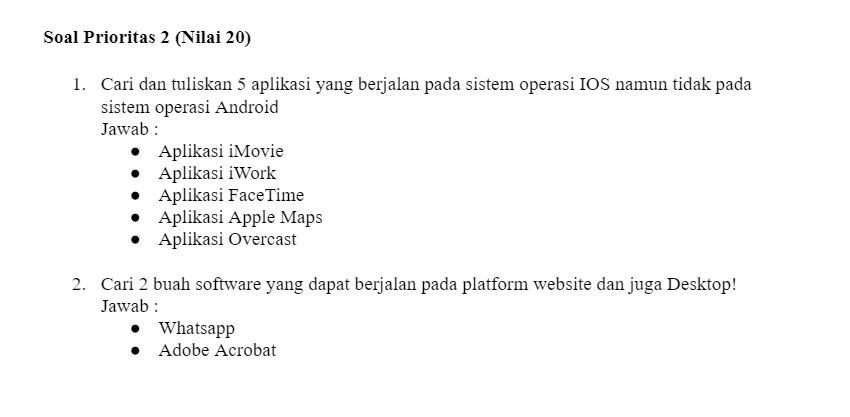 Soal Prioritas 2 (Nilai 20)
1. Cari dan tuliskan 5 aplikasi yang berjalan pada sistem operasi IOS namun tidak pada
sistem operasi Android
Jawab :
● Aplikasi iMovie
● Aplikasi iWork
● Aplikasi FaceTime
● Aplikasi Apple Maps
● Aplikasi Overcast
2. Cari 2 buah software yang dapat berjalan pada platform website dan juga Desktop!
Jawab :
● Whatsapp
● Adobe Acrobat